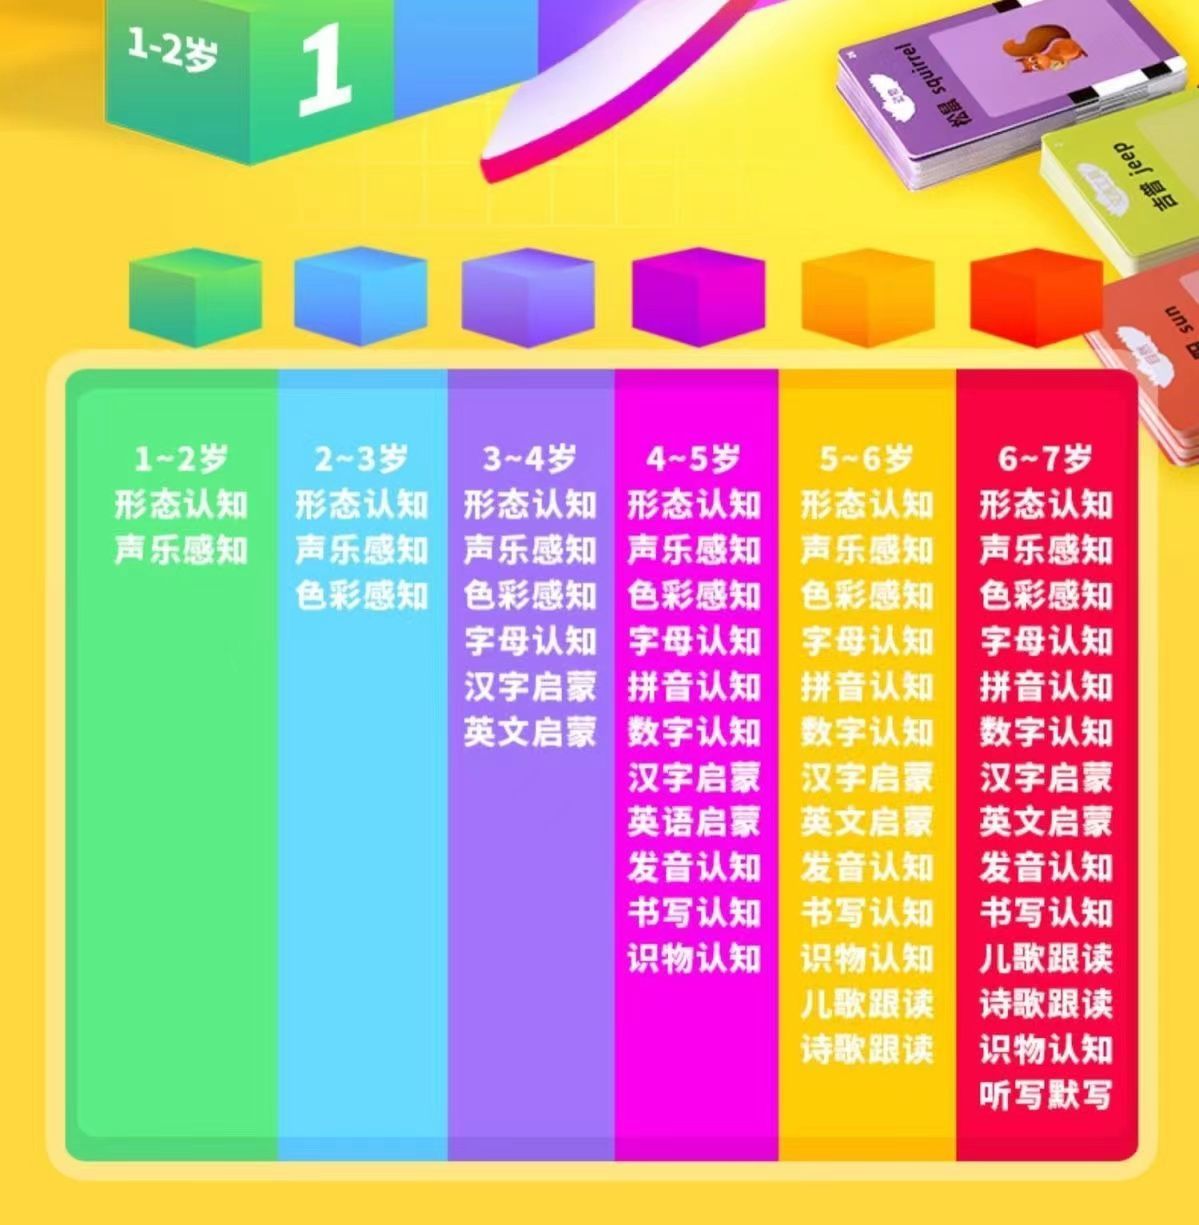 1-2岁
1
松鼠 squirrel
吉普 jeep
sun
1~2岁
形态认知
声乐感知
2~3岁
形态认知
声乐感知
色彩感知
3~4岁
形态认知
声乐感知
色彩感知
字母认知
汉字启蒙
英文启蒙
4~5岁
形态认知
声乐感知
色彩感知
字母认知
拼音认知
数字认知
汉字启蒙
英语启蒙
发音认知
书写认知
识物认知
5~6岁
形态认知
声乐感知
色彩感知
字母认知
拼音认知
数字认知
汉字启蒙
英文启蒙
发音认知
书写认知
识物认知
儿歌跟读
诗歌跟读
6~7岁
形态认知
声乐感知
色彩感知
字母认知
拼音认知
数字认知
汉字启蒙
英文启蒙
发音认知
书写认知
儿歌跟读
诗歌跟读
识物认知
听写默写